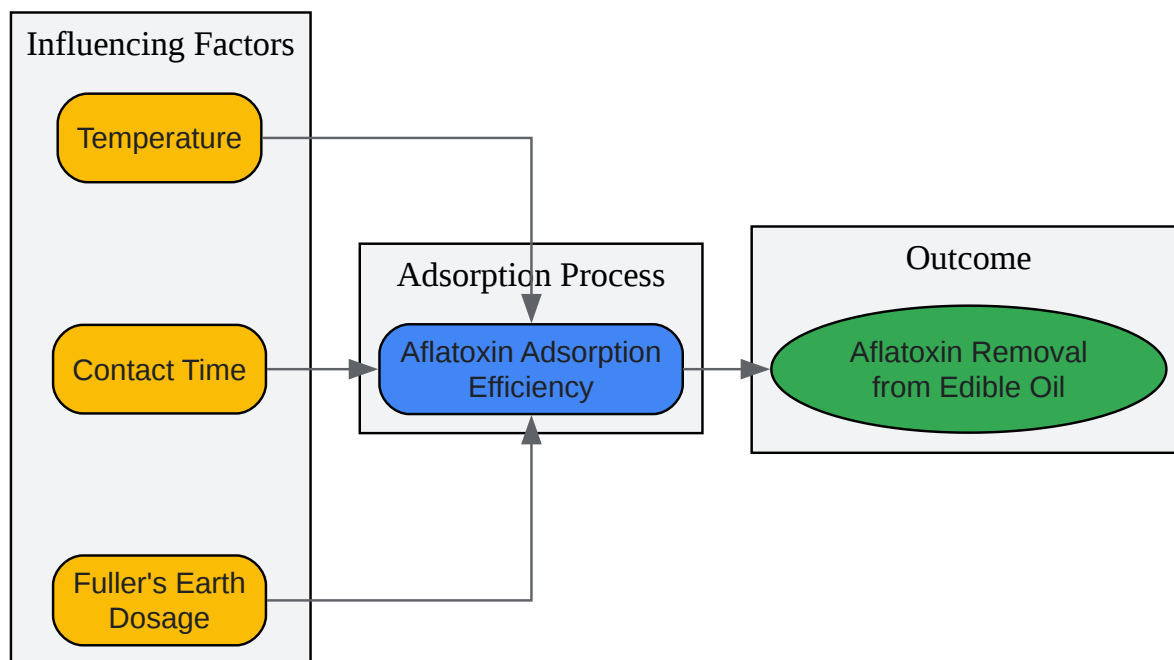 Influencing Factors
Temperature
Contact Time
Fuller's Earth
Dosage
Adsorption Process
Aflatoxin Adsorption
Efficiency
Outcome
Aflatoxin Removal
from Edible Oil